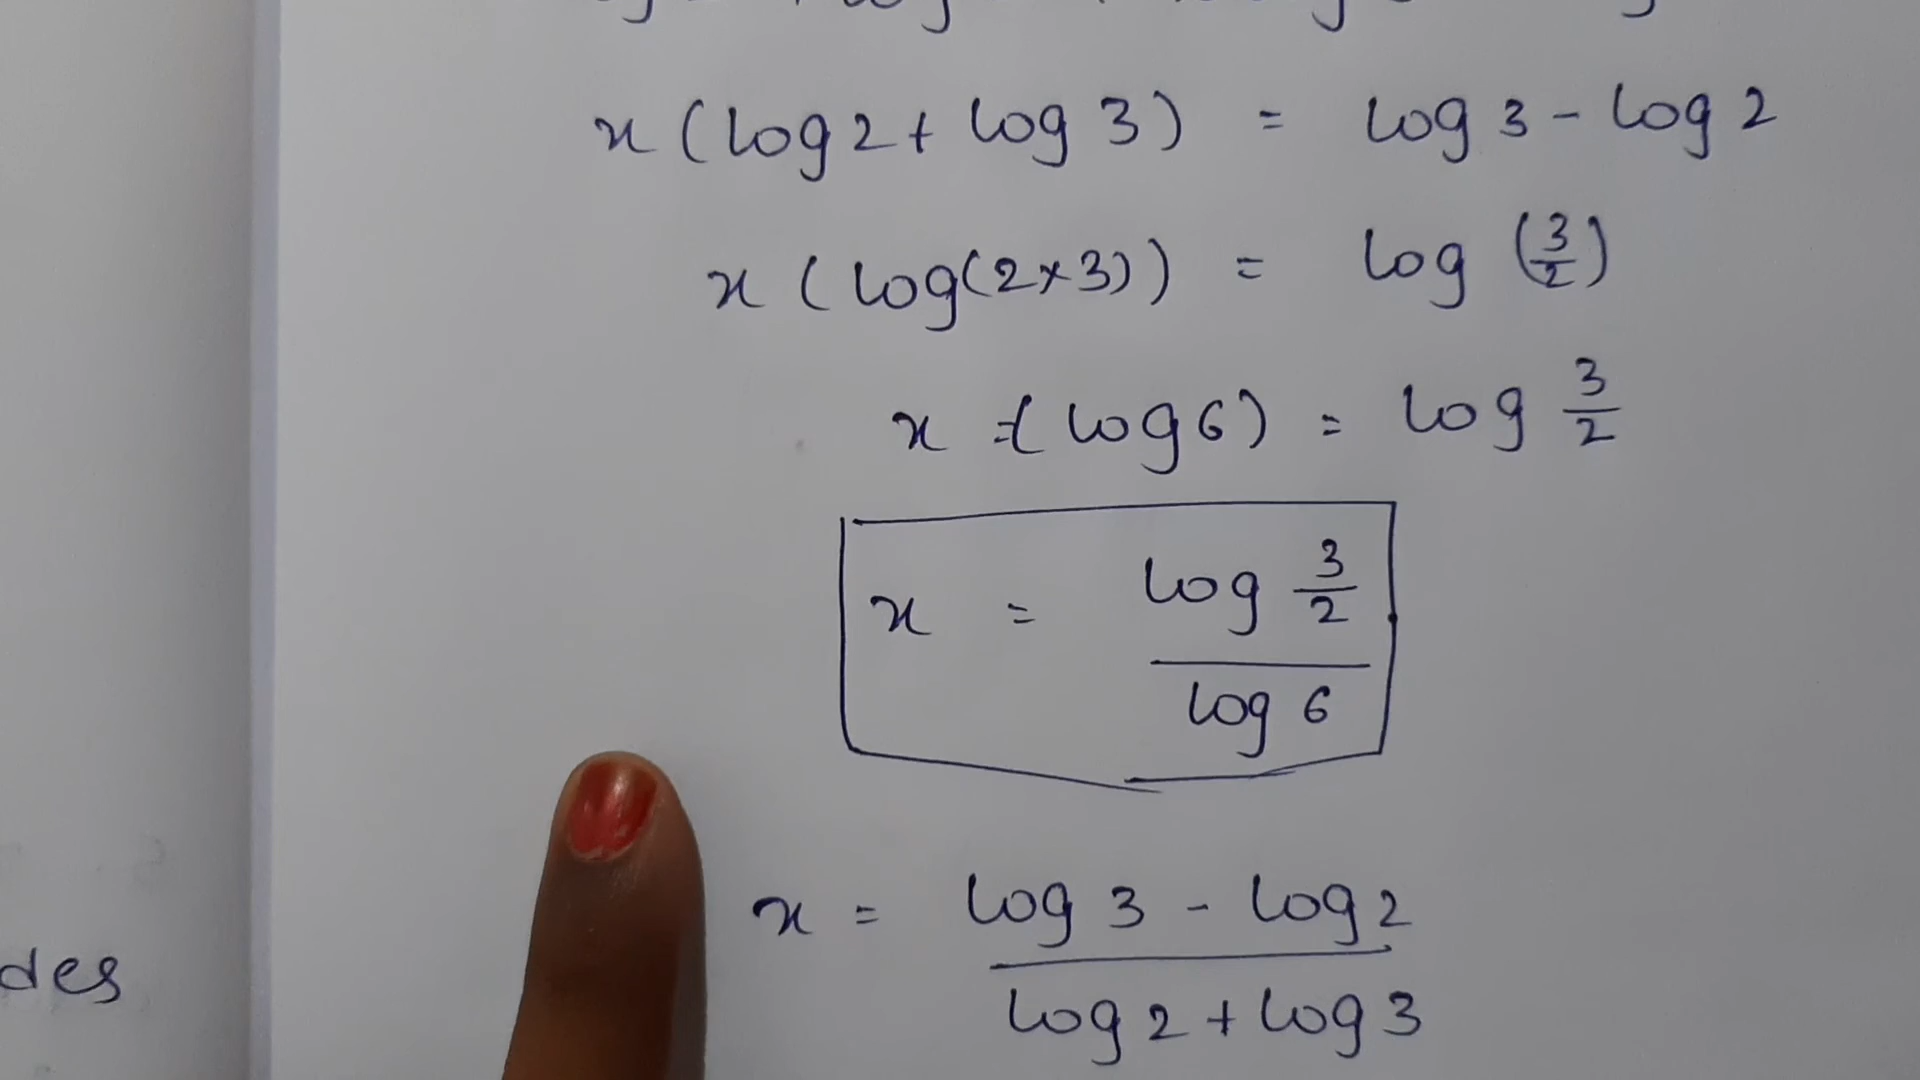 x (log 2 + log 3) = log 3 - log 2
x (log(2×3)) = log (3/2)
x =(log 6) = log 3/2
x = log 3/2
log 6
x = log 3 - log 2
log 2 + log 3
des